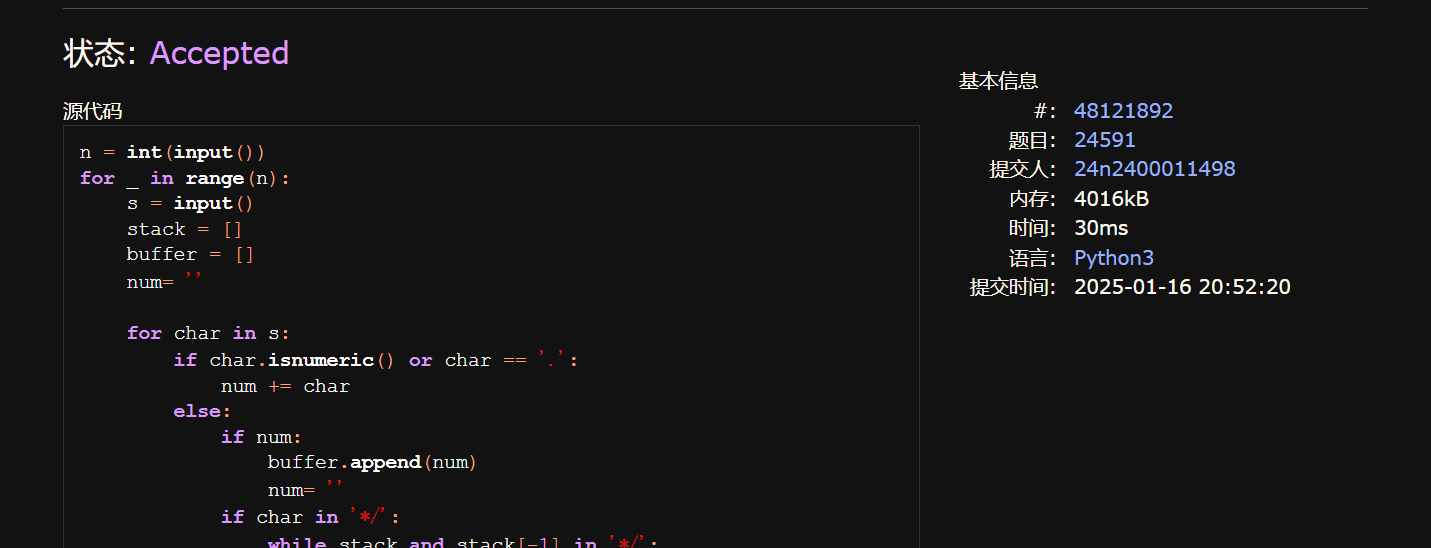 状态: Accepted
源代码
n = int(input())
for _ in range(n):
    s = input()
    stack = []
    buffer = []
    num= ''
    for char in s:
        if char.isnumeric() or char == '.':
            num += char
        else:
            if num:
                buffer.append(num)
                num= ''
            if char in '*/':
                while stack and stack[-1] in '*/':
基本信息
#: 48121892
题目: 24591
提交人: 24n2400011498
内存: 4016kB
时间: 30ms
语言: Python3
提交时间: 2025-01-16 20:52:20